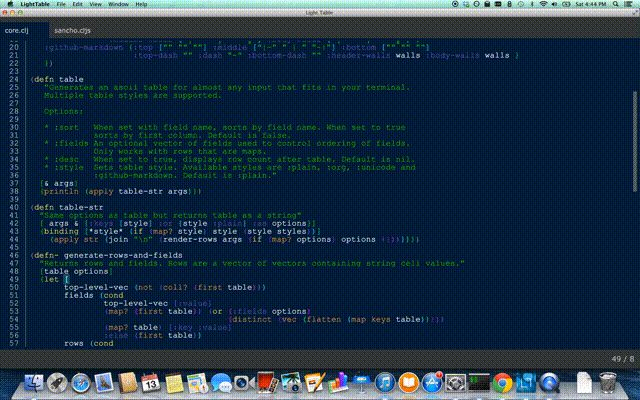 LightTable File Edit View Window Help Sat 4:44 PM
Light Table
core.clj sancho.cljs
20
21 :github-markdown {:top ["" "" "" ""] :middle ["|-" " | " "-|"] :bottom ["" "" "" ""]
22 :top-dash "" :dash "-" :bottom-dash "" :header-walls walls :body-walls walls }
23 })
24 (defn table
25 "Generates an ascii table for almost any input that fits in your terminal.
26 Multiple table styles are supported.
27
28 Options:
29
30 * :sort When set with field name, sorts by field name. When set to true
31 sorts by first column. Default is false.
32 * :fields An optional vector of fields used to control ordering of fields.
33 Only works with rows that are maps.
34 * :desc When set to true, displays row count after table. Default is nil.
35 * :style Sets table style. Available styles are :plain, :org, :unicode and
36 :github-markdown. Default is :plain."
37 [& args]
38 (println (apply table-str args)))
39
40 (defn table-str
41 "Same options as table but returns table as a string"
42 [ args & {:keys [style] :or {style :plain} :as options}]
43 (binding [*style* (if (map? style) style (style styles))]
44 (apply str (join "\n" (render-rows args (if (map? options) options {}))))))
45
46 (defn- generate-rows-and-fields
47 "Returns rows and fields. Rows are a vector of vectors containing string cell values."
48 [table options]
49 (let [
50 top-level-vec (not (coll? (first table)))
51 fields (cond
52 top-level-vec [:value]
53 (map? (first table)) (or (:fields options)
54 (distinct (vec (flatten (map keys table)))))
55 (map? table) [:key :value]
56 :else (first table))
57 rows (cond
49 / 8